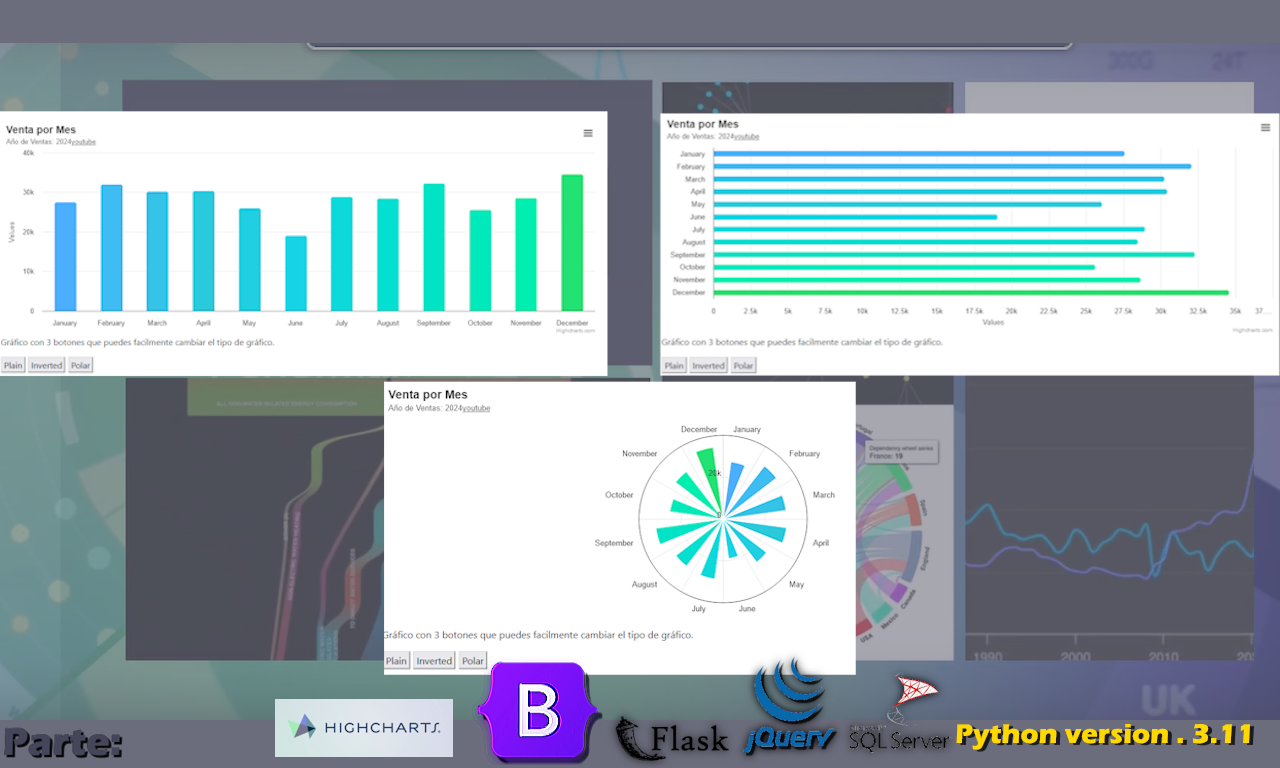 300G
24T
Venta por Mes
Año de Ventas: 2024youtube
40k
30k
20k
10k
0
Values
January
February
March
April
May
June
July
August
September
October
November
December
Highcharts.com
Gráfico con 3 botones que puedes facilmente cambiar el tipo de gráfico.
Plain
Inverted
Polar
Venta por Mes
Año de Ventas: 2024youtube
January
February
March
April
May
June
July
August
September
October
November
December
0
2.5k
5k
7.5k
10k
12.5k
15k
17.5k
20k
22.5k
25k
27.5k
30k
32.5k
35k
37....
Values
Highcharts.com
Gráfico con 3 botones que puedes facilmente cambiar el tipo de gráfico.
Plain
Inverted
Polar
Venta por Mes
Año de Ventas: 2024youtube
December
January
November
February
20k
October
March
0
September
April
August
May
July
June
Gráfico con 3 botones que puedes facilmente cambiar el tipo de gráfico.
Plain
Inverted
Polar
Dependency wheel series
France: 19
England
Canada
Mexico
USA
1990
2000
2010
UK
Parte:
HIGHCHARTS.
B
Flask
jQuery
SQL Server
Python version . 3.11